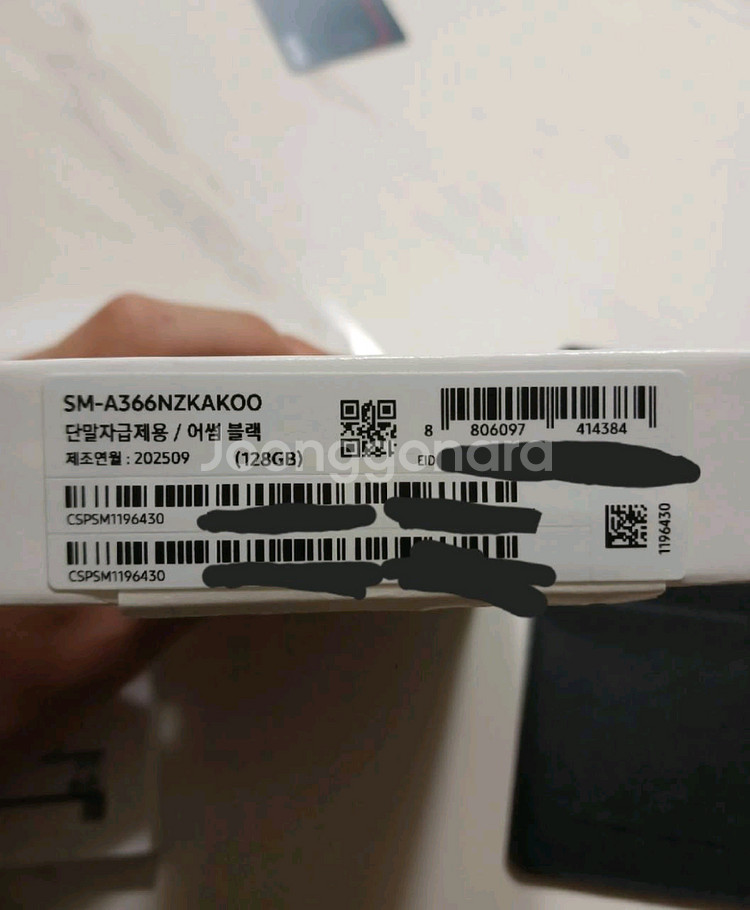 SM-A366NZKAKOO
단말자급제용 / 어썸 블랙
제조연월 : 202509 (128GB)
8 806097 414384
EID
Joonggonara
CSPSM1196430
CSPSM1196430
1196430